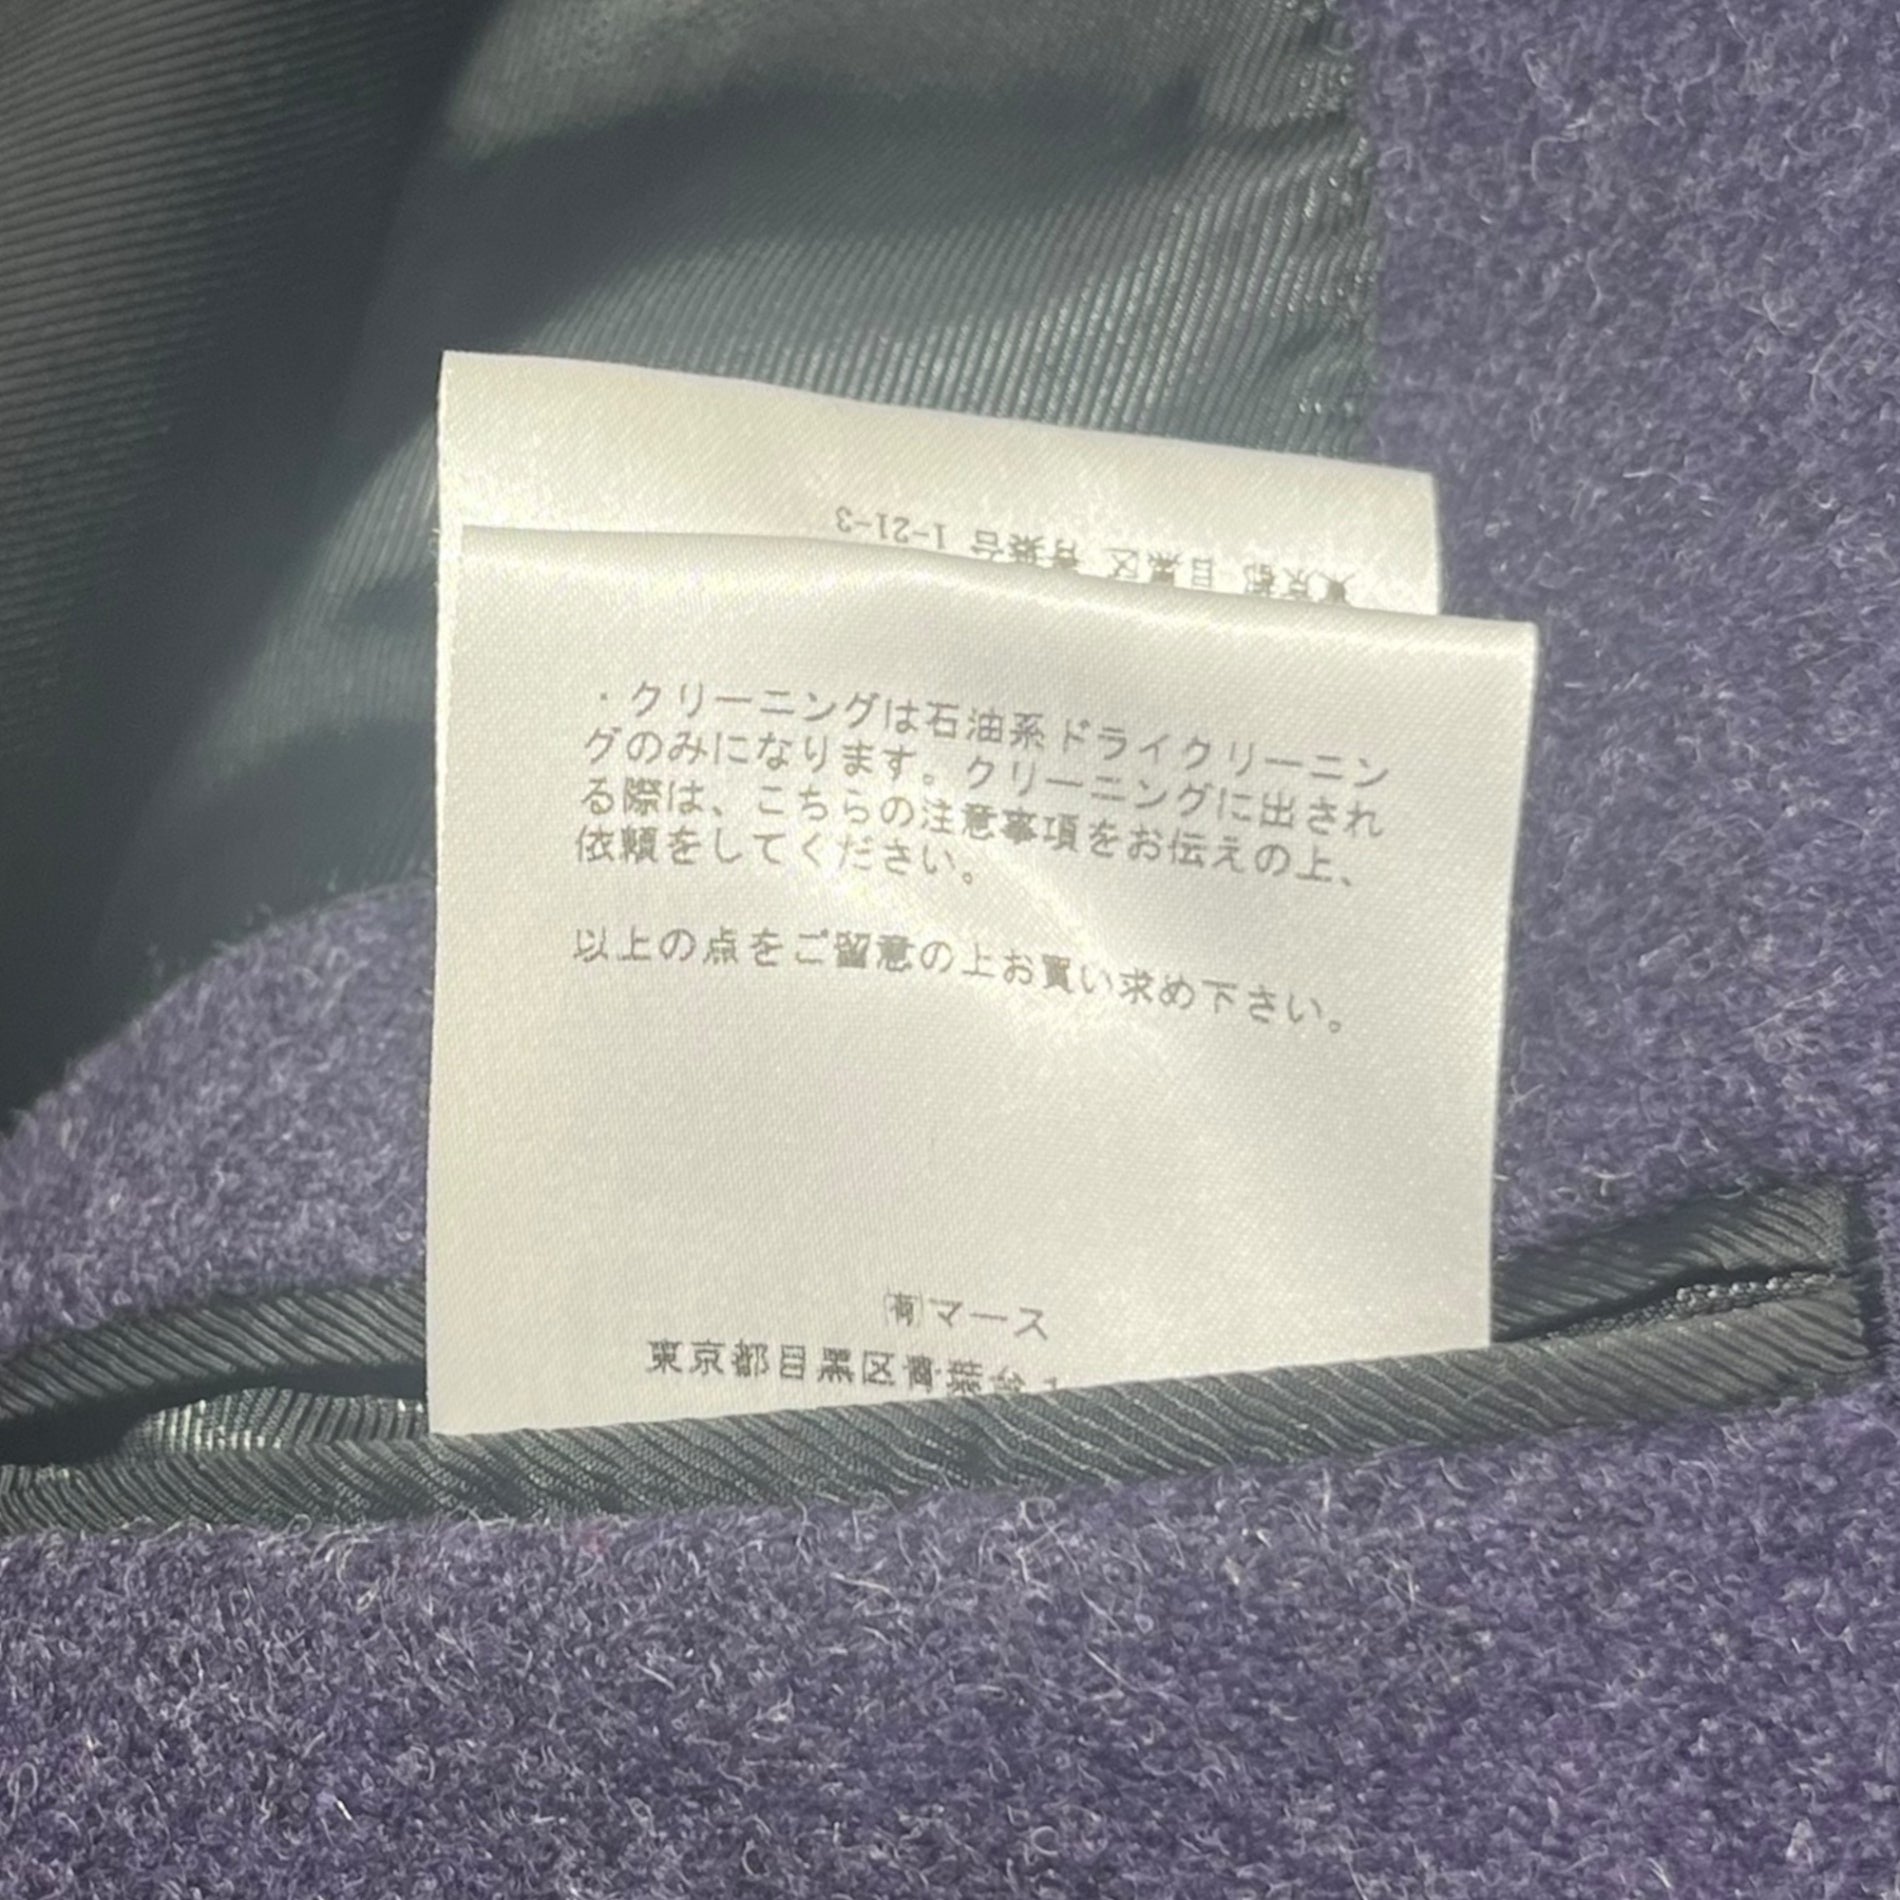 東京都 目黒区 青葉台 1-21-3
・クリーニングは石油系ドライクリーニン
グのみになります。クリーニングに出され
る際は、こちらの注意事項をお伝えの上、
依頼をしてください。
以上の点をご留意の上お買い求め下さい。
㈲マース
東京都目黒区青葉台